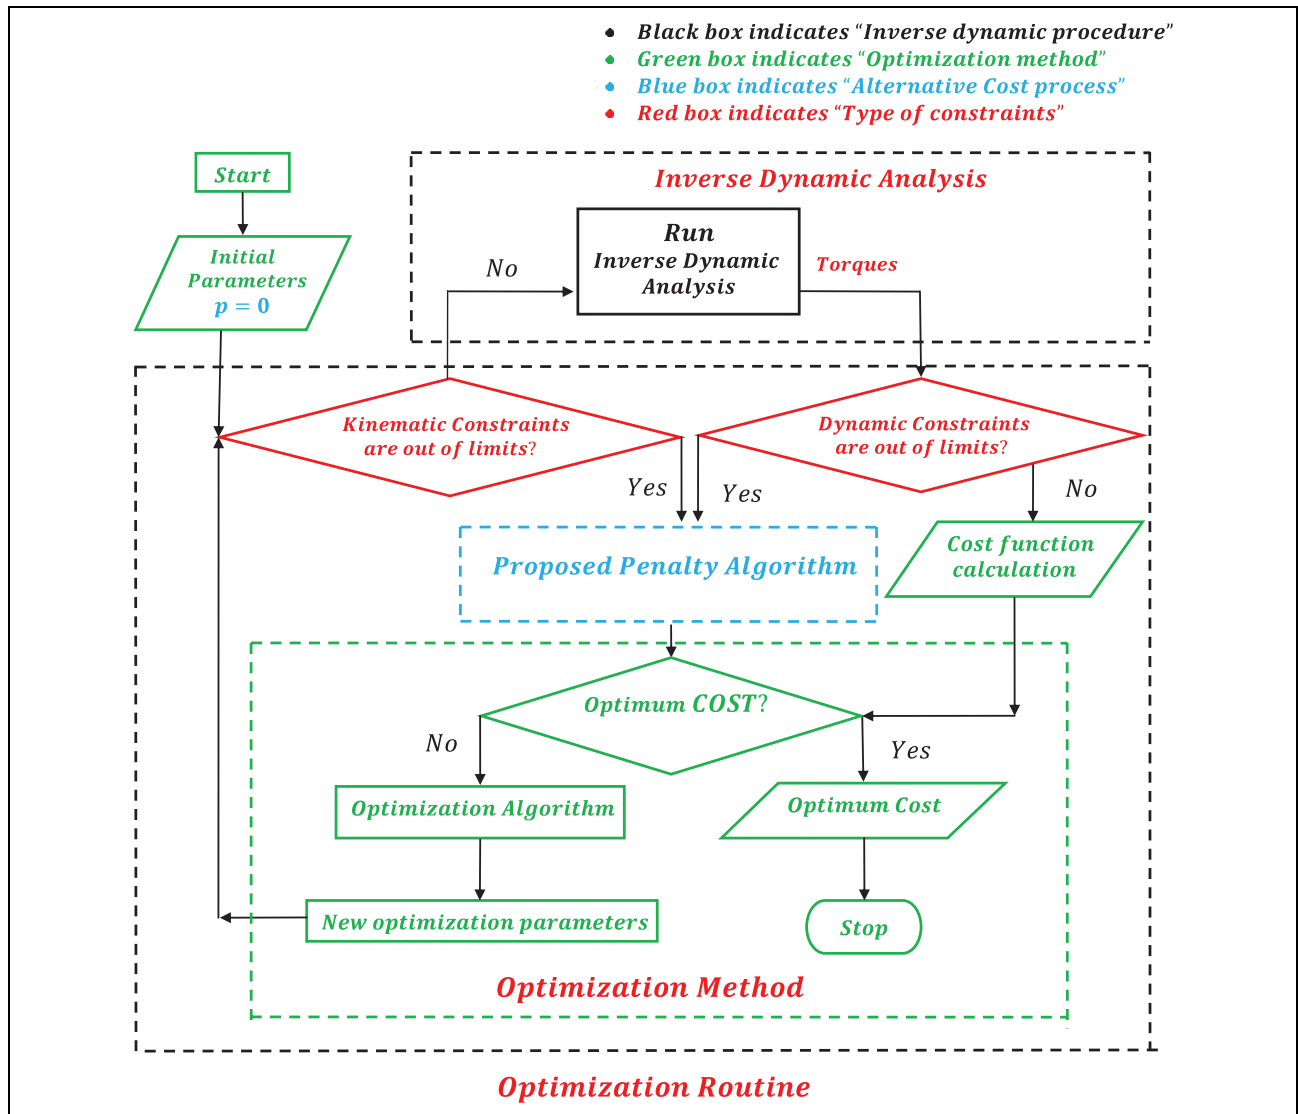 Black box indicates “Inverse dynamic procedure”
Green box indicates “Optimization method”
Blue box indicates “Alternative Cost process”
Red box indicates “Type of constraints”
Start
Inverse Dynamic Analysis
Initial
Parameters
p = 0
Run
Inverse Dynamic
Analysis
No
Torques
Kinematic Constraints
are out of limits?
Dynamic Constraints
are out of limits?
Yes
Yes
No
Proposed Penalty Algorithm
Cost function
calculation
Optimum COST?
No
Yes
Optimization Algorithm
Optimum Cost
New optimization parameters
Stop
Optimization Method
Optimization Routine